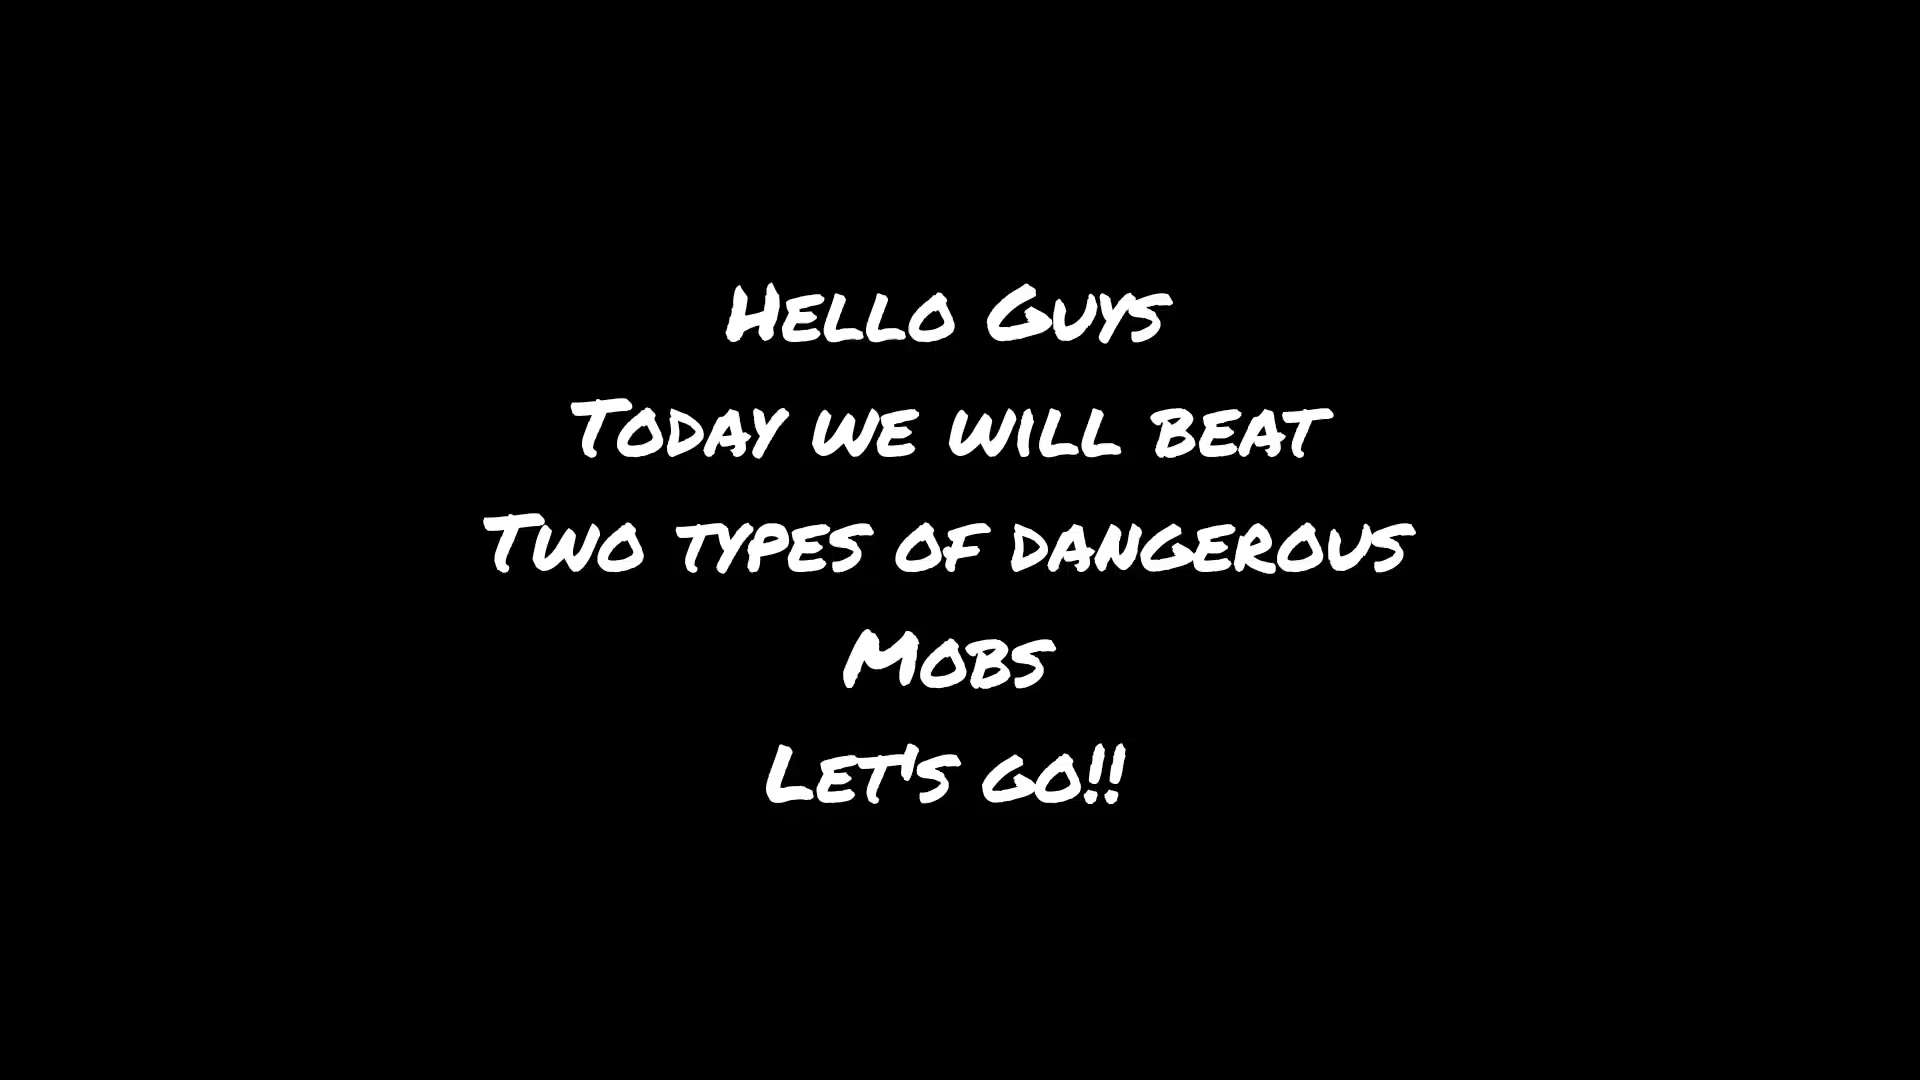 Hello Guys
Today we will beat
Two types of dangerous
Mobs
Let's go!!